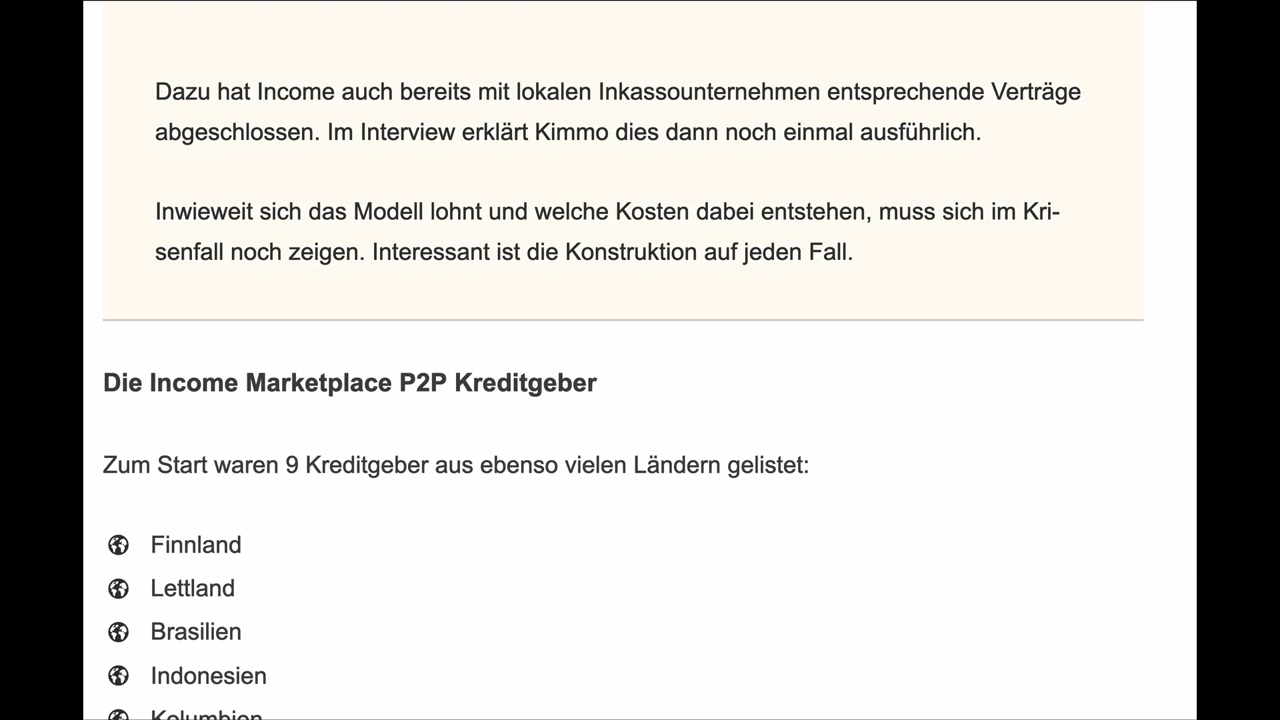 Dazu hat Income auch bereits mit lokalen Inkassounternehmen entsprechende Verträge
abgeschlossen. Im Interview erklärt Kimmo dies dann noch einmal ausführlich.
Inwieweit sich das Modell lohnt und welche Kosten dabei entstehen, muss sich im Kri-
senfall noch zeigen. Interessant ist die Konstruktion auf jeden Fall.
Die Income Marketplace P2P Kreditgeber
Zum Start waren 9 Kreditgeber aus ebenso vielen Ländern gelistet:
Finnland
Lettland
Brasilien
Indonesien
Kolumbien